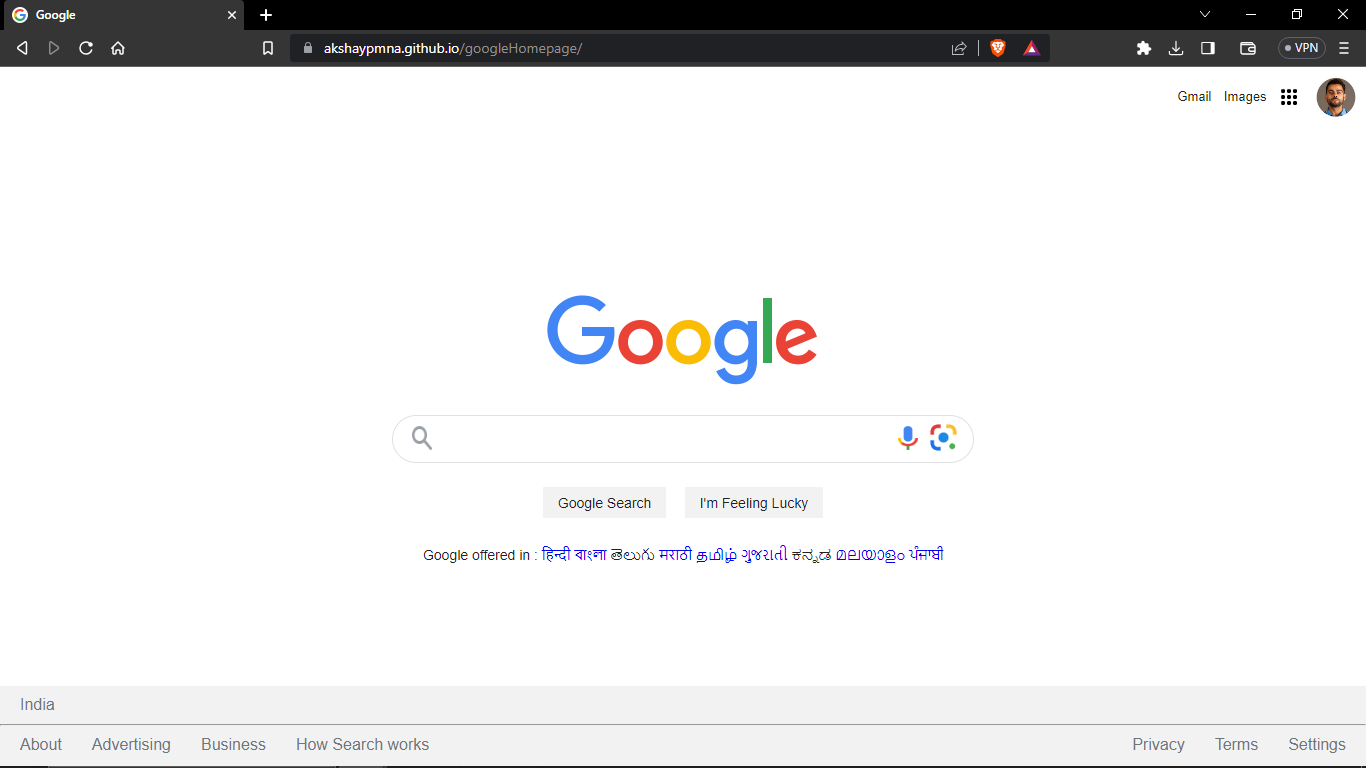 Google
akshaypmna.github.io/googleHomepage/
VPN
Gmail Images
Google
Google Search I'm Feeling Lucky
Google offered in : हिन्दी বাংলা తెలుగు मराठी தமிழ் ગુજરાતી ಕನ್ನಡ മലയാളം ਪੰਜਾਬੀ
India
About Advertising Business How Search works Privacy Terms Settings